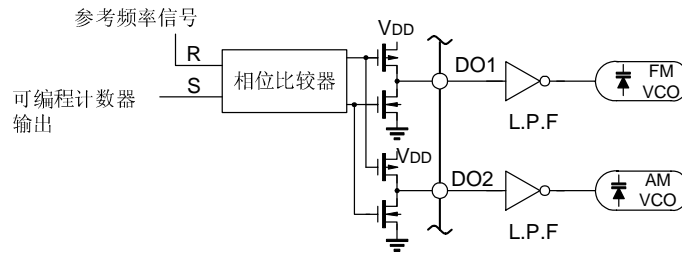 参考频率信号
VDD
R
相位比较器
DO1
FM
VCO
S
可编程计数器
输出
L.P.F
VDD
DO2
AM
VCO
L.P.F